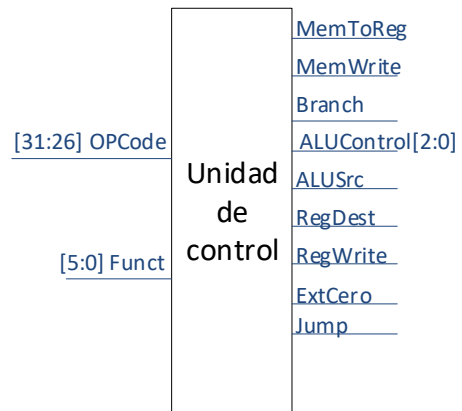 [31:26] OPCode
[5:0] Funct
Unidad
de
control
MemToReg
MemWrite
Branch
ALUControl[2:0]
ALUSrc
RegDest
RegWrite
ExtCero
Jump